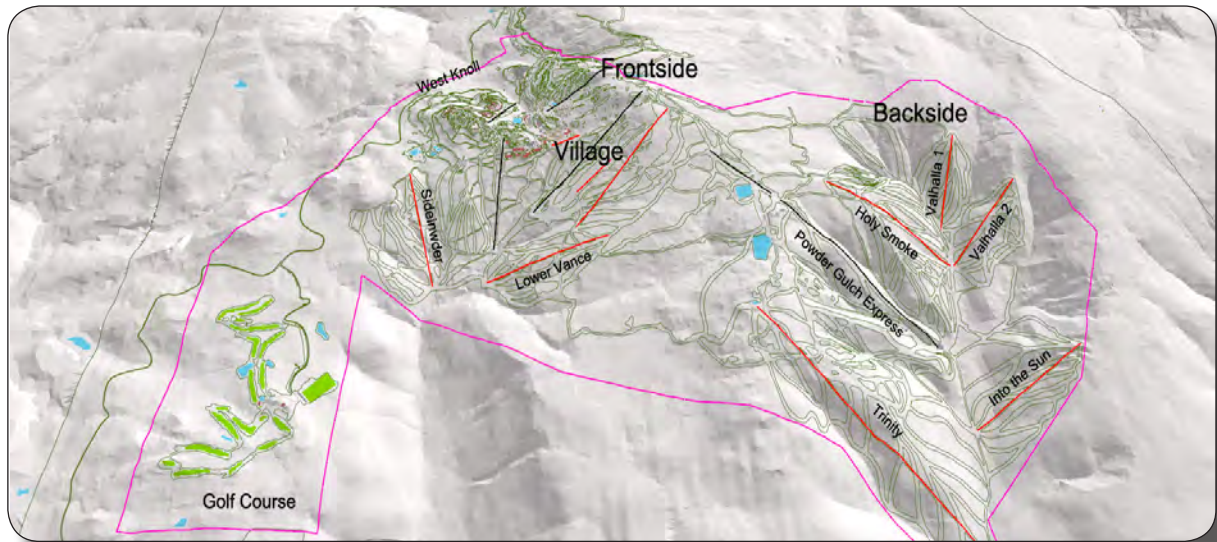 West Knoll
Frontside
Backside
Village
Valhalla 1
Valhalla 2
Sideinwder
Holy Smoke
Lower Vance
Powder Gulch Express
Into the Sun
Trinity
Golf Course